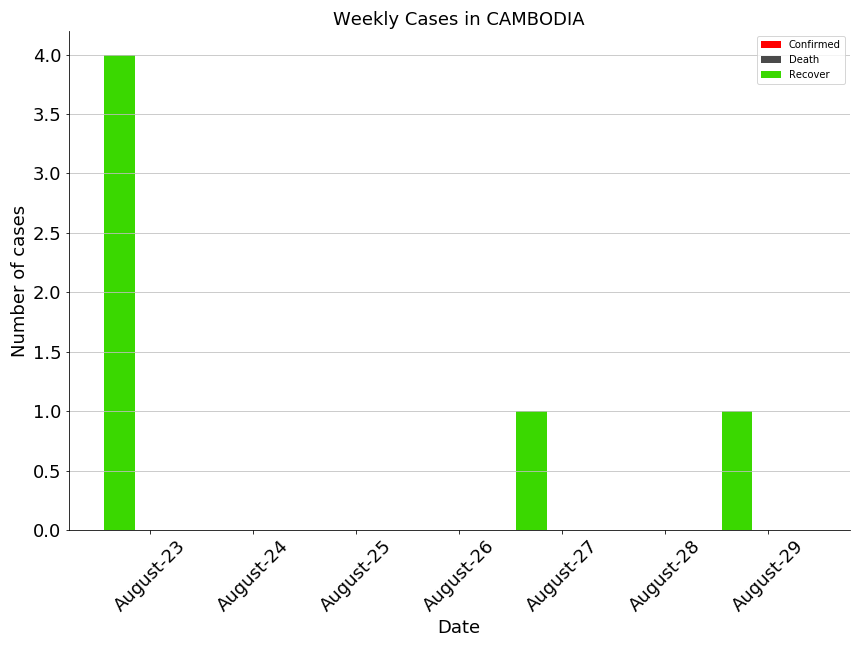 Weekly Cases in CAMBODIA
Confirmed
Death
Recover
Number of cases
4.0
3.5
3.0
2.5
2.0
1.5
1.0
0.5
0.0
August-23
August-24
August-25
August-26
August-27
August-28
August-29
Date